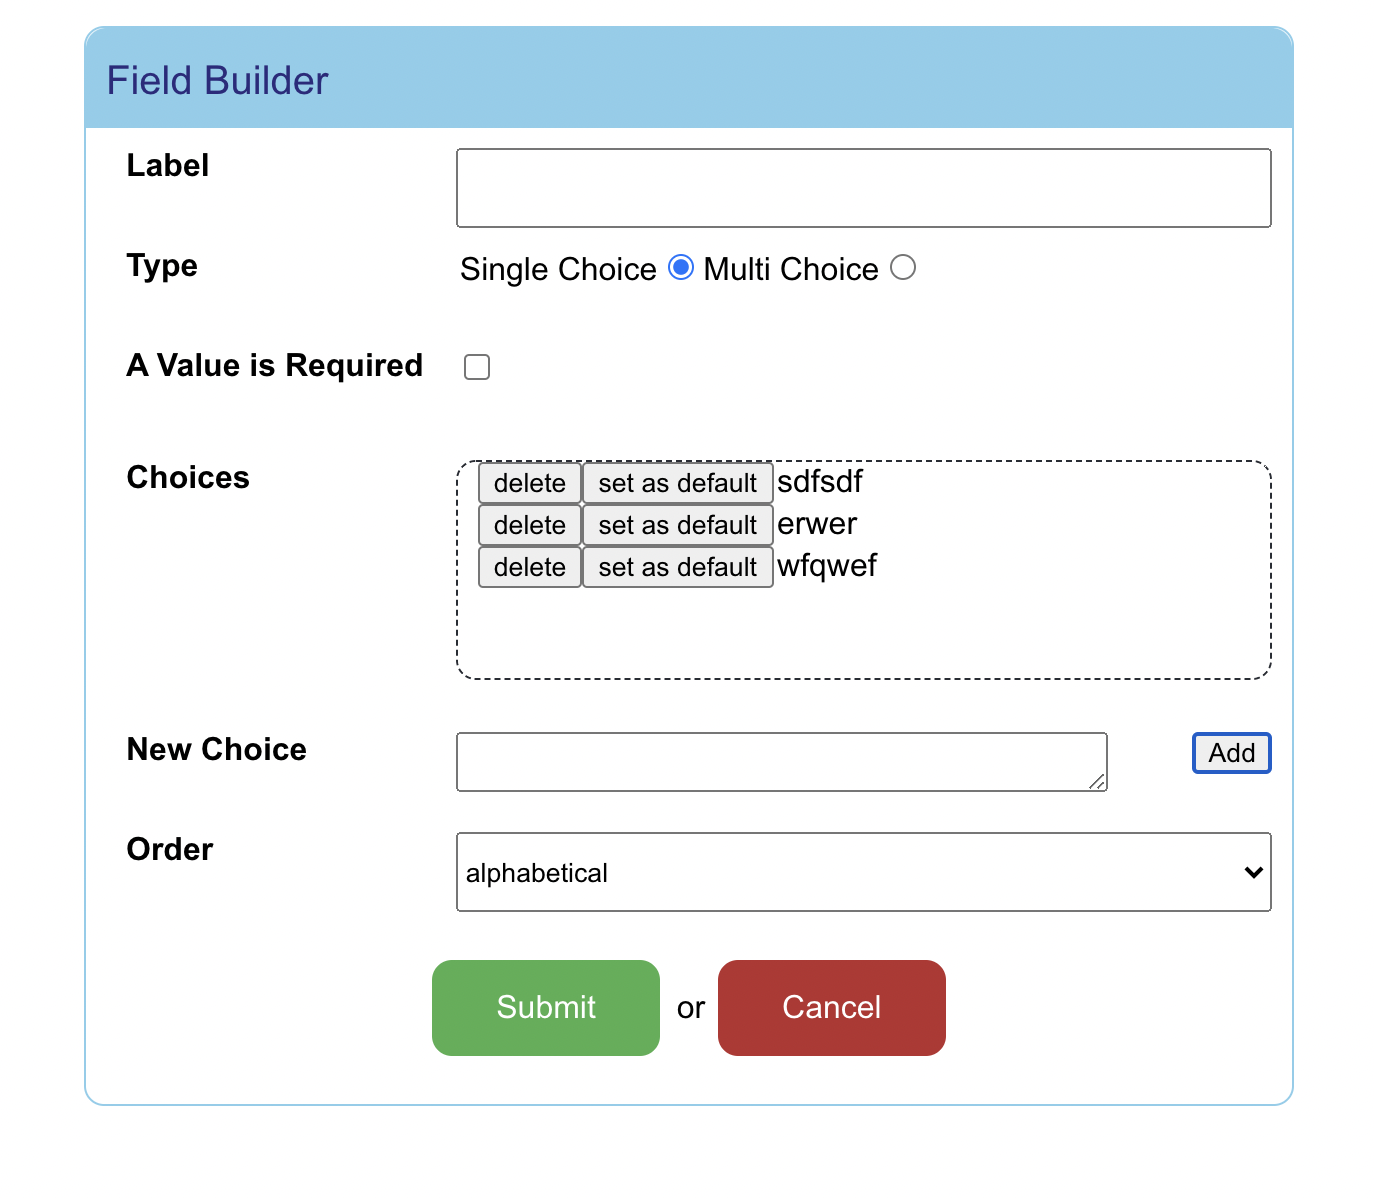 Field Builder
Label
Type Single Choice Multi Choice
A Value is Required
Choices delete set as default sdfsdf
delete set as default erwer
delete set as default wfqwef
New Choice Add
Order alphabetical
Submit or Cancel